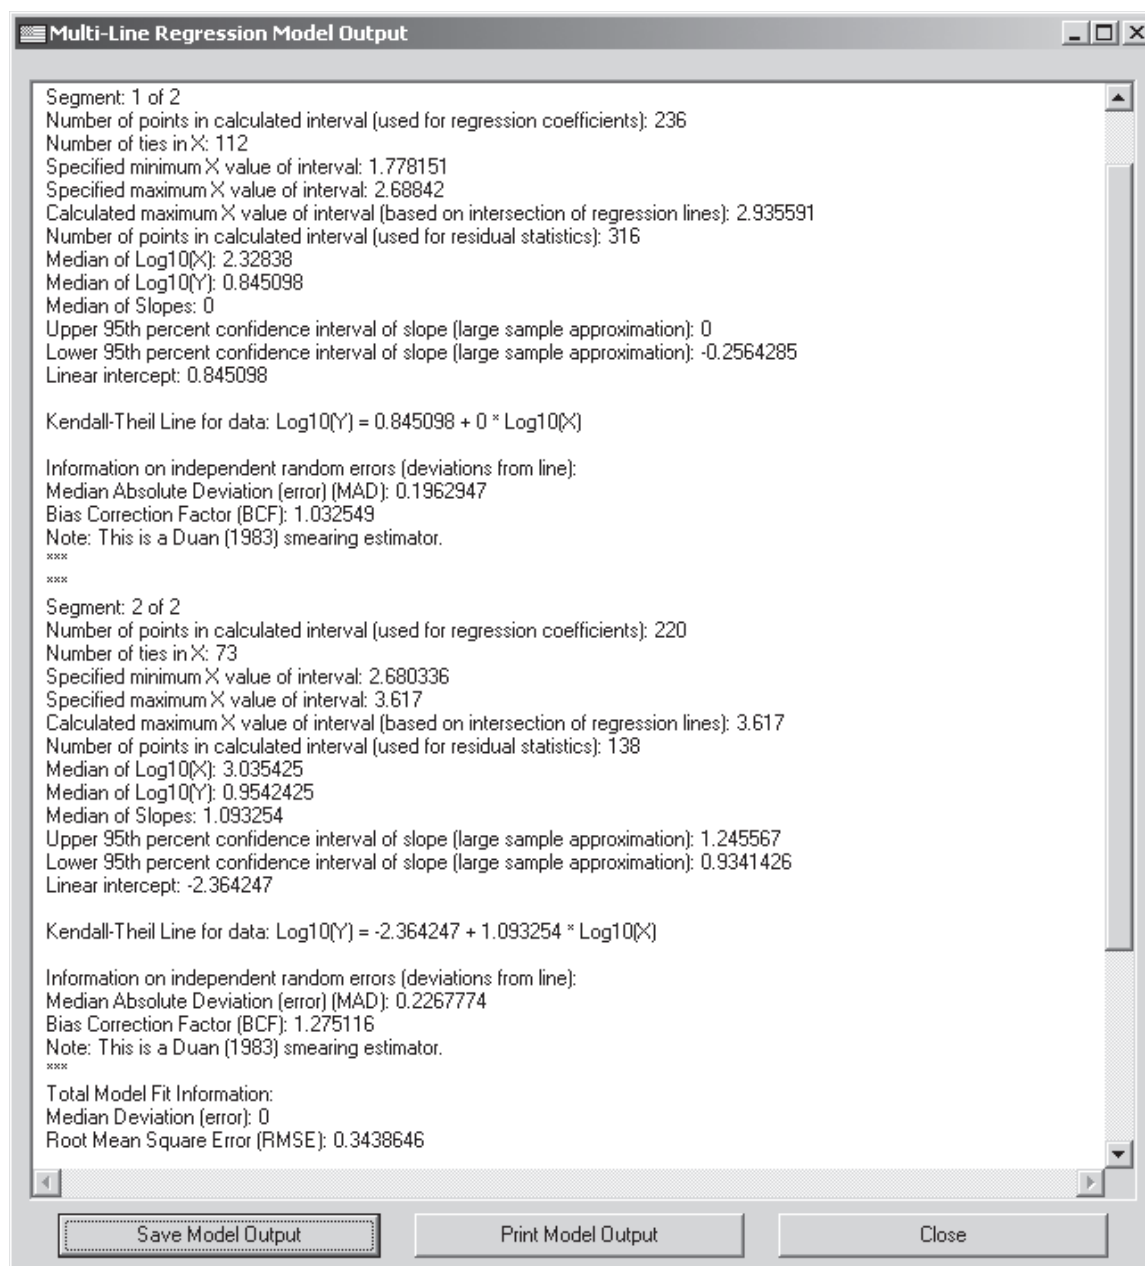 Multi-Line Regression Model Output
Segment: 1 of 2
Number of points in calculated interval (used for regression coefficients): 236
Number of ties in X: 112
Specified minimum X value of interval: 1.778151
Specified maximum X value of interval: 2.68842
Calculated maximum X value of interval (based on intersection of regression lines): 2.935591
Number of points in calculated interval (used for residual statistics): 316
Median of Log10(X): 2.32838
Median of Log10(Y): 0.845098
Median of Slopes: 0
Upper 95th percent confidence interval of slope (large sample approximation): 0
Lower 95th percent confidence interval of slope (large sample approximation): -0.2564285
Linear intercept: 0.845098
Kendall-Theil Line for data: Log10(Y) = 0.845098 + 0 * Log10(X)
Information on independent random errors (deviations from line):
Median Absolute Deviation (error) (MAD): 0.1962947
Bias Correction Factor (BCF): 1.032549
Note: This is a Duan (1983) smearing estimator.
***
***
Segment: 2 of 2
Number of points in calculated interval (used for regression coefficients): 220
Number of ties in X: 73
Specified minimum X value of interval: 2.680336
Specified maximum X value of interval: 3.617
Calculated maximum X value of interval (based on intersection of regression lines): 3.617
Number of points in calculated interval (used for residual statistics): 138
Median of Log10(X): 3.035425
Median of Log10(Y): 0.9542425
Median of Slopes: 1.093254
Upper 95th percent confidence interval of slope (large sample approximation): 1.245567
Lower 95th percent confidence interval of slope (large sample approximation): 0.9341426
Linear intercept: -2.364247
Kendall-Theil Line for data: Log10(Y) = -2.364247 + 1.093254 * Log10(X)
Information on independent random errors (deviations from line):
Median Absolute Deviation (error) (MAD): 0.2267774
Bias Correction Factor (BCF): 1.275116
Note: This is a Duan (1983) smearing estimator.
***
Total Model Fit Information:
Median Deviation (error): 0
Root Mean Square Error (RMSE): 0.3438646
Save Model Output
Print Model Output
Close